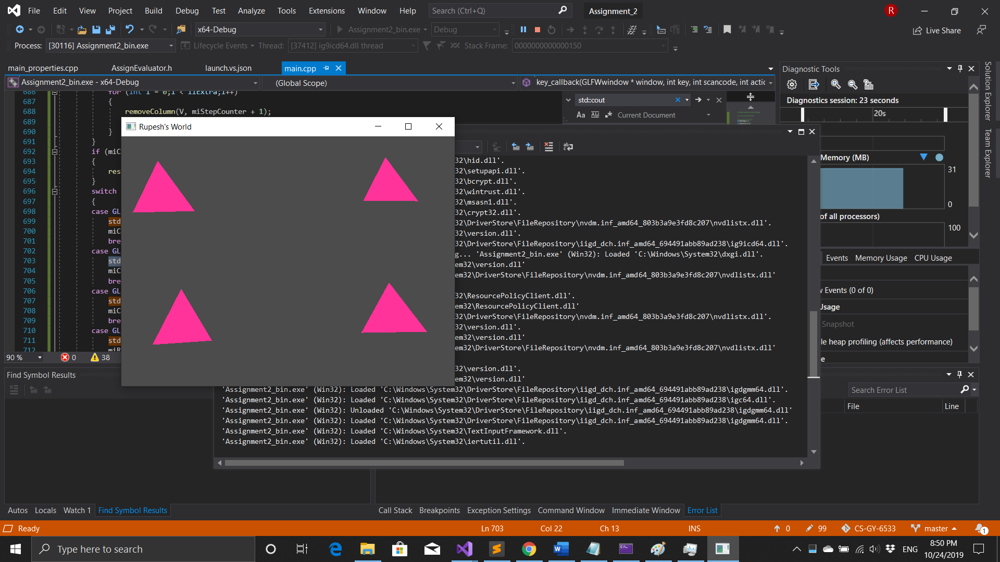 File Edit View Project Build Debug Test Analyze Tools Extensions Window Help Search (Ctrl+Q) Assignment_2 R
x64-Debug Assignment2_bin.exe Debug Live Share
Process: [30116] Assignment2_bin.exe Lifecycle Events Thread: [37412] ig9icd64.dll thread Stack Frame: 0000000000000150
main_properties.cpp AssignEvaluator.h launch.vs.json main.cpp
Assignment2_bin.exe - x64-Debug (Global Scope) key_callback(GLFWwindow * window, int key, int scancode, int actic
686
687 {
688 removeColumn(V, miStepCounter + 1);
689
690 }
691 }
692 if (miC
693 {
694 res
695 }
696 switch
697 {
698 case GL
699 std
700 miC
701 bre
702 case GL
703 std
704 miC
705 bre
706 case GL
707 std
708 miC
709 bre
710 case GL
711 std
712 miR
90 % 0 38
std::cout
Aa Abl Current Document
Rupesh's World
32\hid.dll'.
32\setupapi.dll'.
32\bcrypt.dll'.
32\wintrust.dll'.
32\msasn1.dll'.
32\crypt32.dll'.
32\DriverStore\FileRepository\nvdm.inf_amd64_803b3a9e3fd8c207\nvdlistx.dll'.
32\version.dll'.
32\DriverStore\FileRepository\iigd_dch.inf_amd64_694491abb89ad238\ig9icd64.dll'.
g... 'Assignment2_bin.exe' (Win32): Loaded 'C:\Windows\System32\dxgi.dll'.
em32\version.dll'
em32\DriverStore\FileRepository\nvdm.inf_amd64_803b3a9e3fd8c207\nvdlistx.dll'
32\ResourcePolicyClient.dll'.
em32\ResourcePolicyClient.dll'
32\DriverStore\FileRepository\nvdm.inf_amd64_803b3a9e3fd8c207\nvdlistx.dll'.
32\version.dll'.
em32\version.dll'
em32\DriverStore\FileRepository\nvdm.inf_amd64_803b3a9e3fd8c207\nvdlistx.dll'
32\version.dll'.
em32\version.dll'
'Assignment2_bin.exe' (Win32): Loaded 'C:\Windows\System32\DriverStore\FileRepository\iigd_dch.inf_amd64_694491abb89ad238\igdgmm64.dll'.
'Assignment2_bin.exe' (Win32): Loaded 'C:\Windows\System32\DriverStore\FileRepository\iigd_dch.inf_amd64_694491abb89ad238\igc64.dll'.
'Assignment2_bin.exe' (Win32): Unloaded 'C:\Windows\System32\DriverStore\FileRepository\iigd_dch.inf_amd64_694491abb89ad238\igdgmm64.dll'
'Assignment2_bin.exe' (Win32): Loaded 'C:\Windows\System32\DriverStore\FileRepository\iigd_dch.inf_amd64_694491abb89ad238\igdgmm64.dll'.
'Assignment2_bin.exe' (Win32): Loaded 'C:\Windows\System32\TextInputFramework.dll'.
'Assignment2_bin.exe' (Win32): Loaded 'C:\Windows\System32\iertutil.dll'.
Diagnostic Tools
Diagnostics session: 23 seconds
20s
Memory (MB)
31
0
of all processors)
100
Events Memory Usage CPU Usage
w Events (0 of 0)
Usage
Snapshot
le heap profiling (affects performance)
e
Solution Explorer
Team Explorer
Find Symbol Results
Search Error List
File Line
Autos Locals Watch 1 Find Symbol Results
Call Stack Breakpoints Exception Settings Command Window Immediate Window Error List
Ready Ln 703 Col 22 Ch 13 INS 0 99 CS-GY-6533 master 1
Type here to search ENG 8:50 PM
10/24/2019